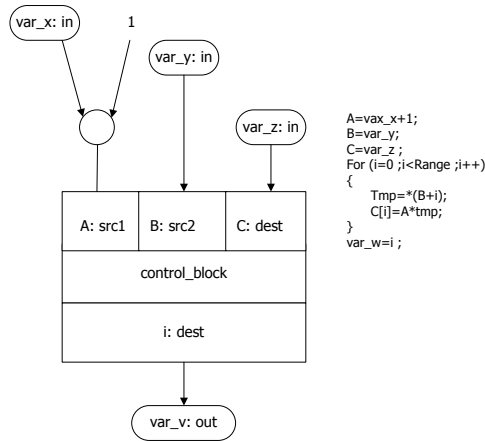 var_x: in
1
var_y: in
var_z: in
A: src1
B: src2
C: dest
control_block
i: dest
var_v: out
A=vax_x+1;
B=var_y;
C=var_z ;
For (i=0 ;i<Range ;i++)
{
Tmp=*(B+i);
C[i]=A*tmp;
}
var_w=i ;